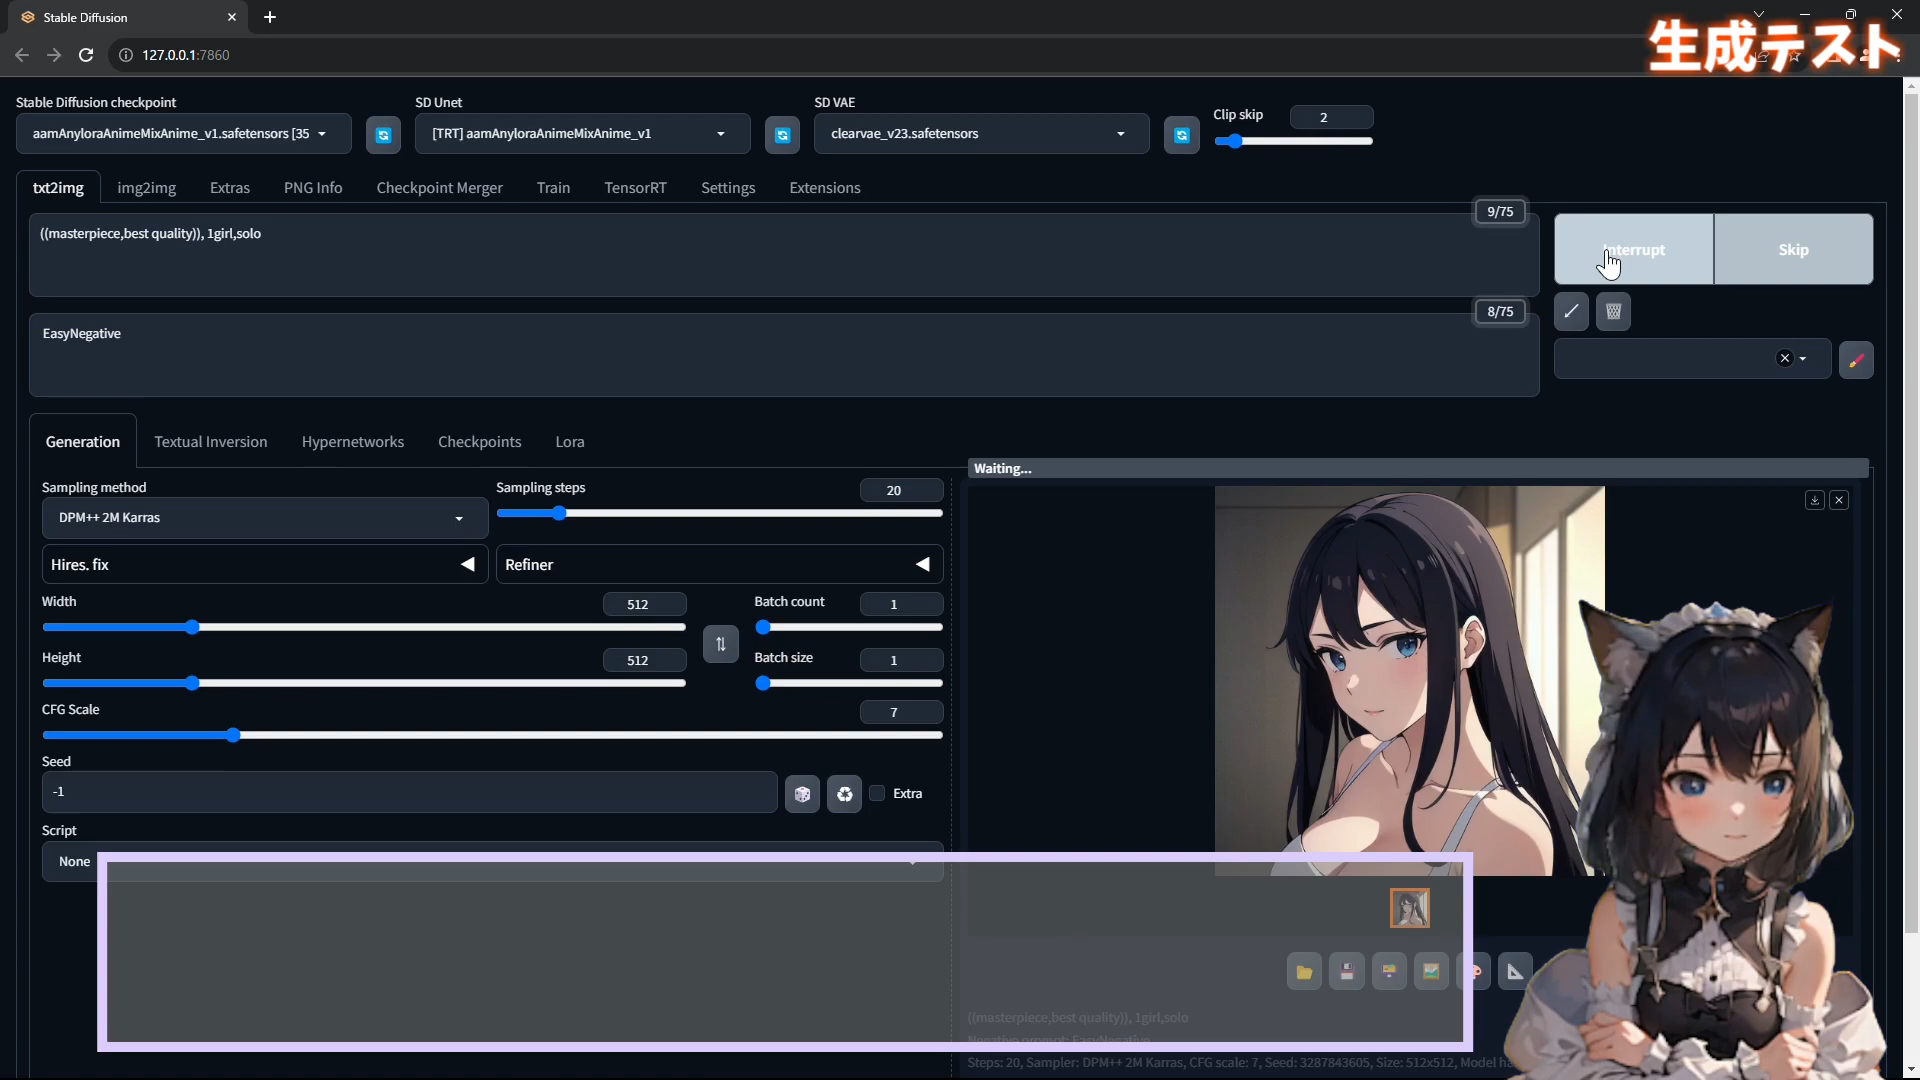 Stable Diffusion
127.0.0.1:7860
生成テスト
Stable Diffusion checkpoint
SD Unet
SD VAE
Clip skip
2
aamAnyloraAnimeMixAnime_v1.safetensors [35
[TRT] aamAnyloraAnimeMixAnime_v1
clearvae_v23.safetensors
txt2img
img2img
Extras
PNG Info
Checkpoint Merger
Train
TensorRT
Settings
Extensions
9/75
((masterpiece,best quality)), 1girl,solo
Interrupt
Skip
8/75
EasyNegative
Generation
Textual Inversion
Hypernetworks
Checkpoints
Lora
Waiting...
Sampling method
DPM++ 2M Karras
Sampling steps
20
Hires. fix
Refiner
Width
512
Batch count
1
Height
512
Batch size
1
CFG Scale
7
Seed
-1
Extra
Script
None
((masterpiece,best quality)), 1girl,solo
Negative prompt: EasyNegative
Steps: 20, Sampler: DPM++ 2M Karras, CFG scale: 7, Seed: 3287843605, Size: 512x512, Model ha